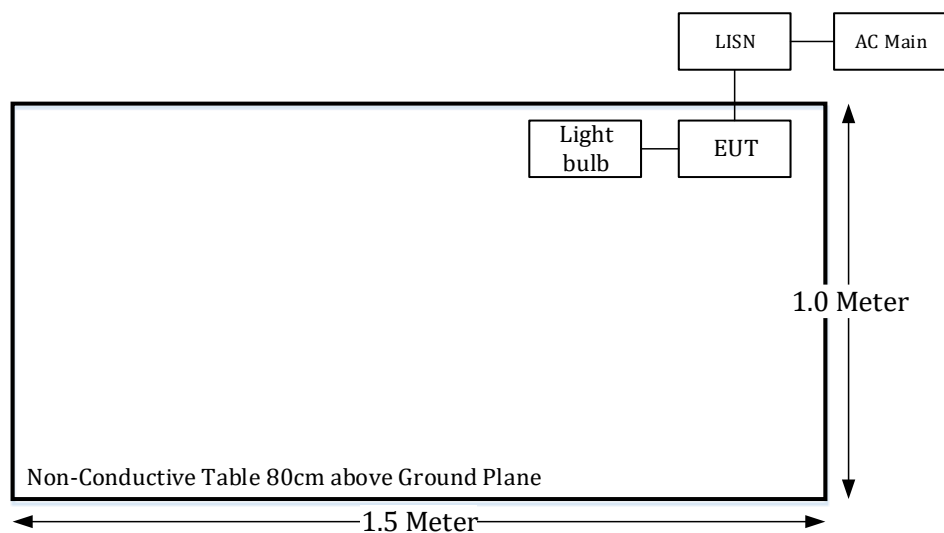 LISN
AC Main
Light
bulb
EUT
1.0 Meter
Non-Conductive Table 80cm above Ground Plane
1.5 Meter